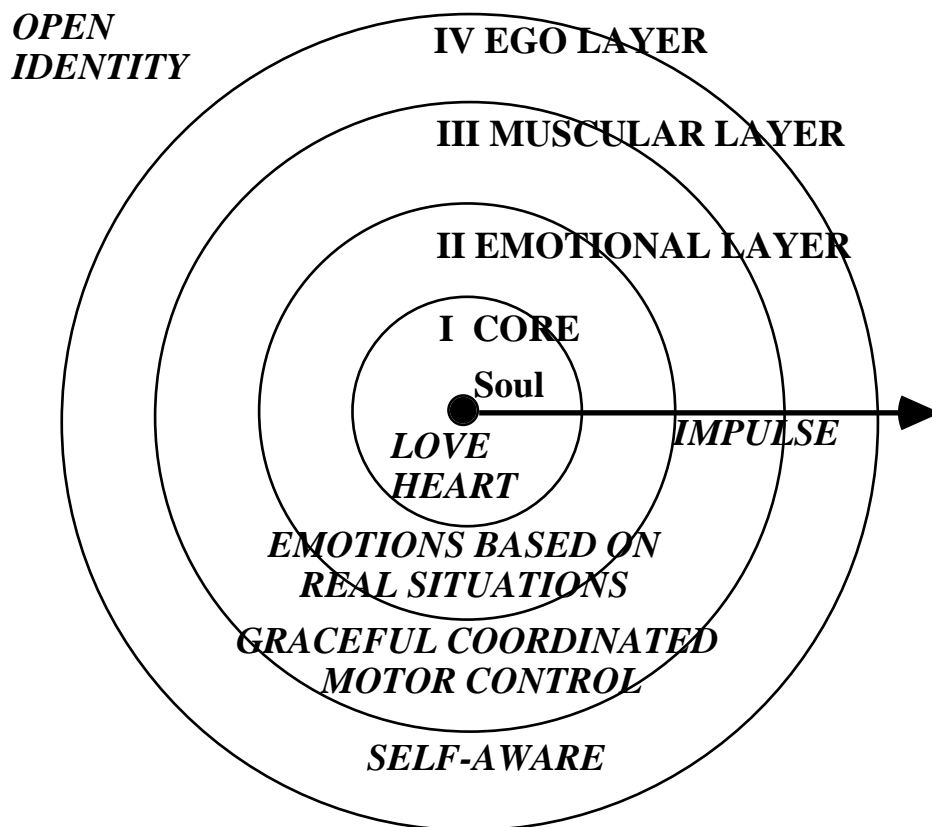 OPEN
IDENTITY
IV EGO LAYER
III MUSCULAR LAYER
II EMOTIONAL LAYER
I CORE
Soul
IMPULSE
LOVE
HEART
EMOTIONS BASED ON
REAL SITUATIONS
GRACEFUL COORDINATED
MOTOR CONTROL
SELF-AWARE